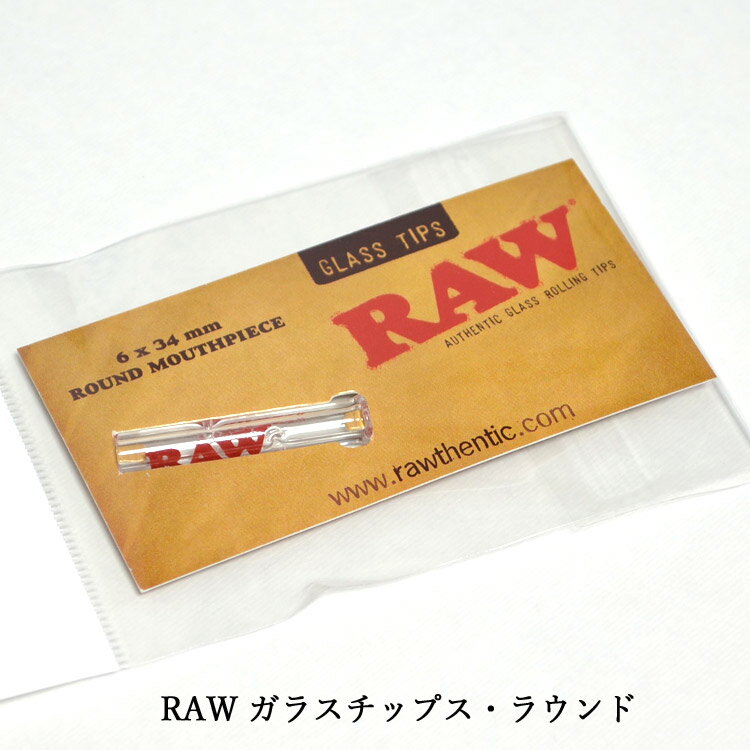 GLASS TIPS
RAW®
AUTHENTIC GLASS ROLLING TIPS
6 x 34 mm
ROUND MOUTHPIECE
RAW
www.rawthentic.com
RAW ガラスチップス・ラウンド